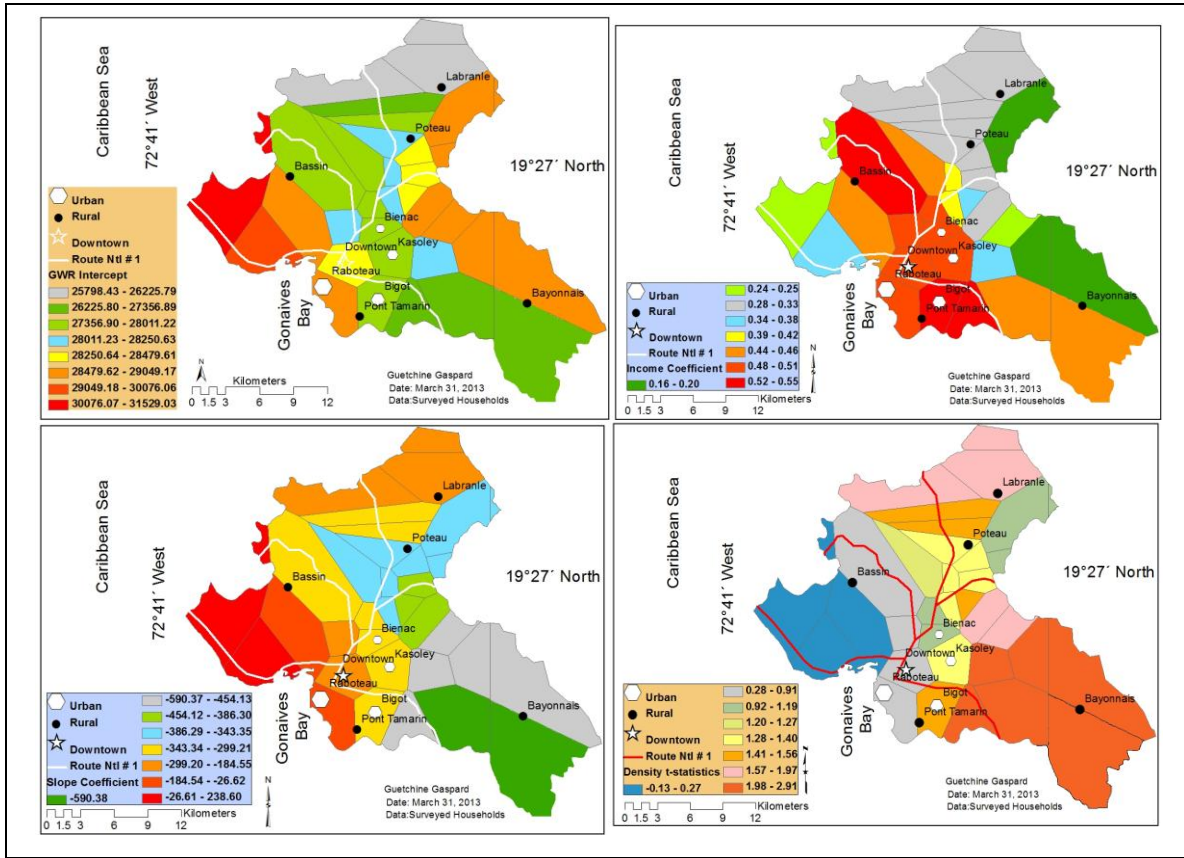 Caribbean Sea
72°41´ West
Labranle
Poteau
19°27´ North
Bassin
Bienac
Downtown
Kasoley
Raboteau
Bigot
Pont Tamarin
Bayonnais
Gonaives
Bay
Urban
Rural
Downtown
Route Ntl # 1
GWR Intercept
25798.43 - 26225.79
26225.80 - 27356.89
27356.90 - 28011.22
28011.23 - 28250.63
28250.64 - 28479.61
28479.62 - 29049.17
29049.18 - 30076.06
30076.07 - 31529.03
N
Kilometers
0 1.5 3 6 9 12
Guetchine Gaspard
Date: March 31, 2013
Data:Surveyed Households
Caribbean Sea
72°41´ West
Labranle
Poteau
19°27´ North
Bassin
Bienac
Downtown
Kasoley
Raboteau
Bigot
Pont Tamarin
Bayonnais
Gonaives
Bay
Urban
Rural
Downtown
Route Ntl # 1
Income Coefficient
0.16 - 0.20
0.24 - 0.25
0.28 - 0.33
0.34 - 0.38
0.39 - 0.42
0.44 - 0.46
0.48 - 0.51
0.52 - 0.55
N
Kilometers
0 1.5 3 6 9 12
Guetchine Gaspard
Date: March 31, 2013
Data:Surveyed Households
Caribbean Sea
72°41´ West
Labranle
Poteau
19°27´ North
Bassin
Bienac
Downtown
Kasoley
Raboteau
Bigot
Pont Tamarin
Bayonnais
Gonaives
Bay
Urban
Rural
Downtown
Route Ntl # 1
Slope Coefficient
-590.38
-590.37 - -454.13
-454.12 - -386.30
-386.29 - -343.35
-343.34 - -299.21
-299.20 - -184.55
-184.54 - -26.62
-26.61 - 238.60
N
Kilometers
0 1.5 3 6 9 12
Guetchine Gaspard
Date: March 31, 2013
Data:Surveyed Households
Caribbean Sea
72°41´ West
Labranle
Poteau
19°27´ North
Bassin
Bienac
Downtown
Kasoley
Raboteau
Bigot
Pont Tamarin
Bayonnais
Gonaives
Bay
Urban
Rural
Downtown
Route Ntl # 1
Density t-statistics
-0.13 - 0.27
0.28 - 0.91
0.92 - 1.19
1.20 - 1.27
1.28 - 1.40
1.41 - 1.56
1.57 - 1.97
1.98 - 2.91
Kilometers
0 1.5 3 6 9 12
Guetchine Gaspard
Date: March 31, 2013
Data:Surveyed Households